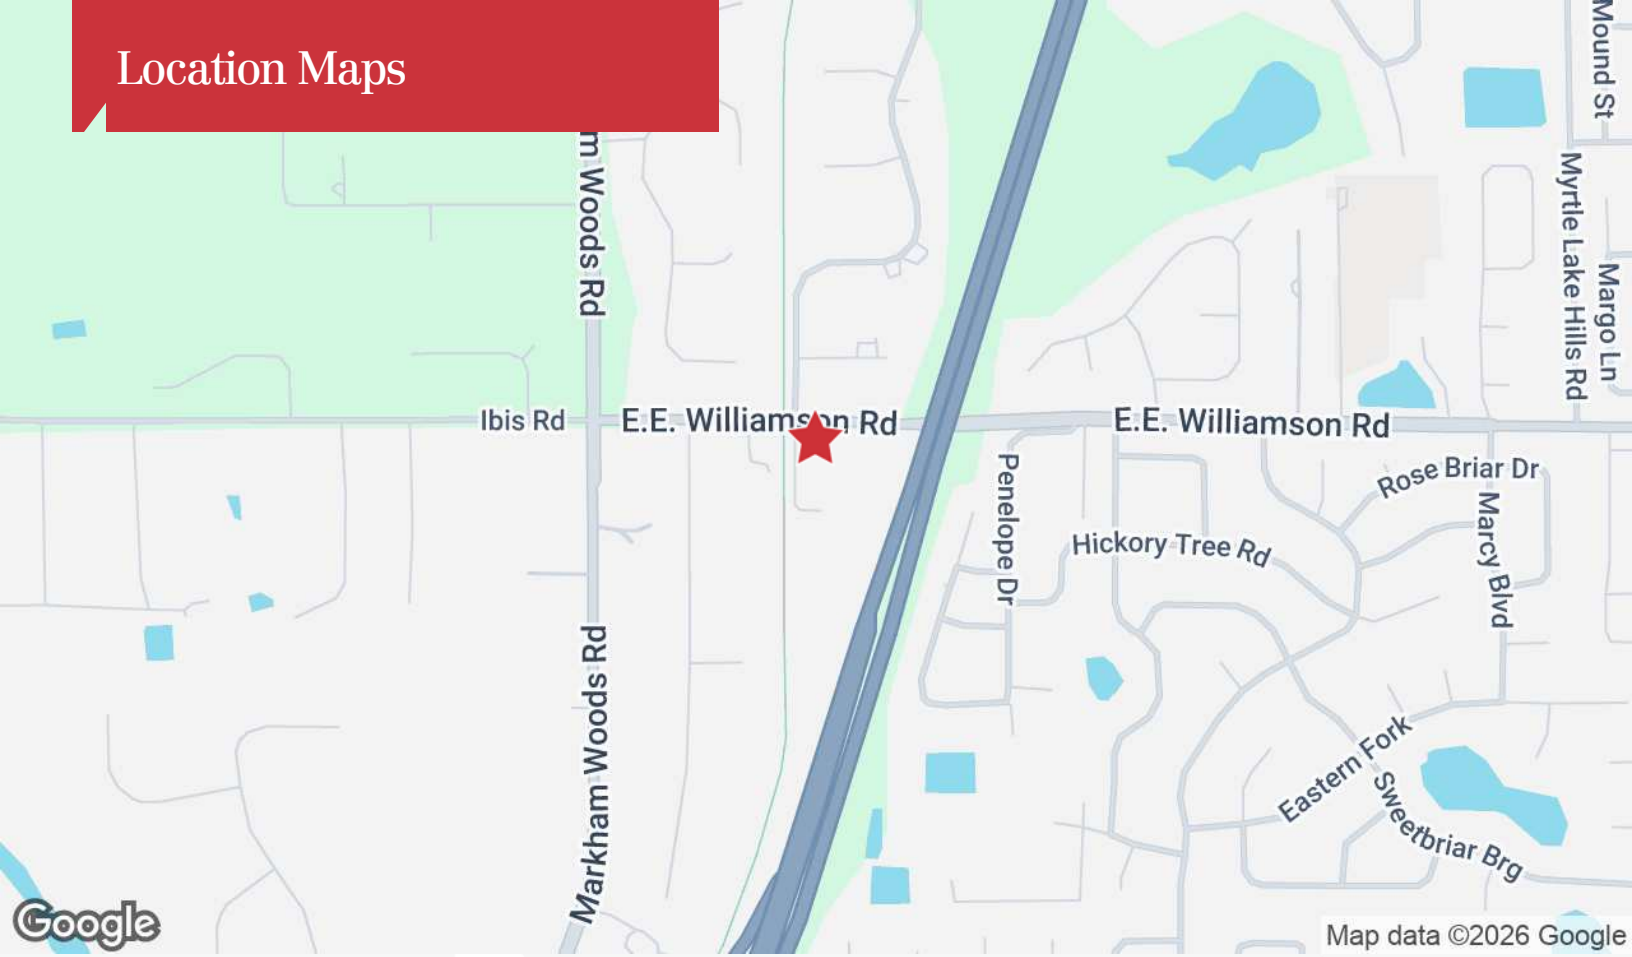 Location Maps
Mound St
m Woods Rd
Myrtle Lake Hills Rd
Margo Ln
Ibis Rd
E.E. Williamson Rd
E.E. Williamson Rd
Penelope Dr
Rose Briar Dr
Marcy Blvd
Hickory Tree Rd
Markham Woods Rd
Eastern Fork
Sweetbriar Brg
Google
Map data ©2026 Google